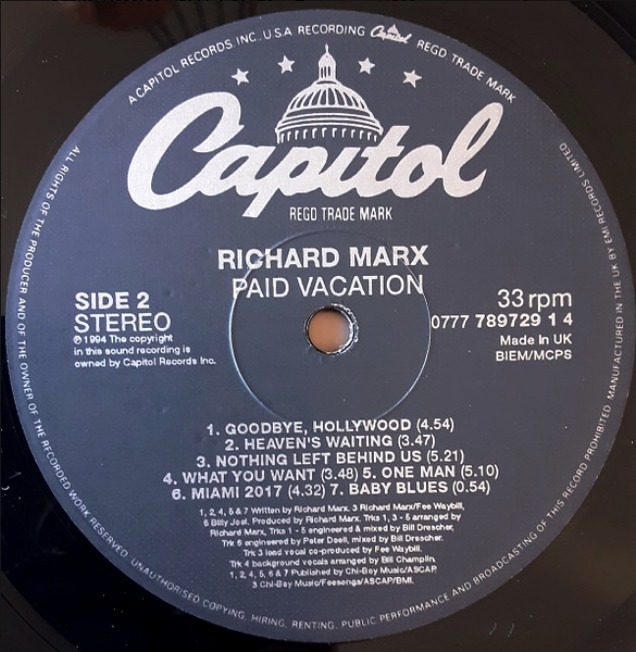 A CAPITOL RECORDS, INC., U.S.A. RECORDING Capitol REGD. TRADE MARK
Capitol
REGD TRADE MARK
RICHARD MARX
PAID VACATION
SIDE 2
STEREO
℗ 1994 The copyright
in this sound recording is
owned by Capitol Records Inc.
33 rpm
0777 789729 1 4
Made In UK
BIEM/MCPS
1. GOODBYE, HOLLYWOOD (4.54)
2. HEAVEN'S WAITING (3.47)
3. NOTHING LEFT BEHIND US (5.21)
4. WHAT YOU WANT (3.48) 5. ONE MAN (5.10)
6. MIAMI 2017 (4.32) 7. BABY BLUES (0.54)
1, 2, 4, 5, 6 & 7 Written by Richard Marx. 3 Richard Marx/Fee Waybill,
6 Billy Joel. Produced by Richard Marx. Trks 1, 3 - 5 arranged by
Richard Marx, Trks 1 - 5 engineered & mixed by Bill Drescher,
Trk 6 engineered by Peter Doell, mixed by Bill Drescher.
Trk 3 lead vocal co-produced by Fee Waybill.
Trk 4 background vocals arranged by Bill Champlin.
1, 2, 4, 5, 6 & 7 Published by Chi-Boy Music/ASCAP,
3 Chi-Boy Music/Feesongs/ASCAP/BMI.
ALL RIGHTS OF THE PRODUCER AND OF THE OWNER OF THE RECORDED WORK RESERVED. UNAUTHORISED COPYING, HIRING, RENTING, PUBLIC PERFORMANCE AND BROADCASTING OF THIS RECORD PROHIBITED. MANUFACTURED IN THE UK BY EMI RECORDS LIMITED